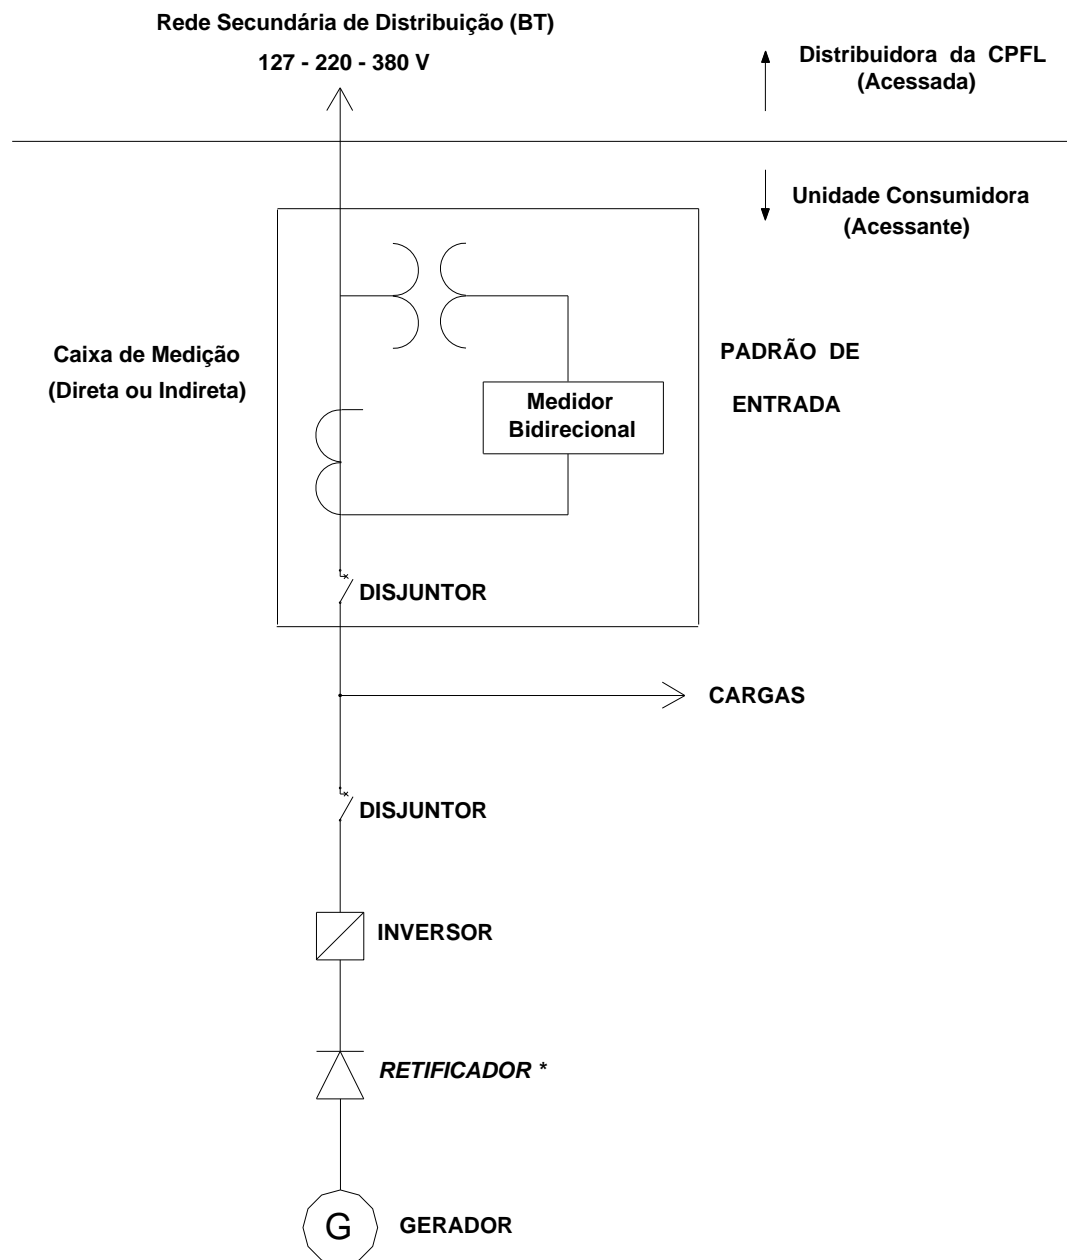 Rede Secundária de Distribuição (BT)
127 - 220 - 380 V
Distribuidora da CPFL
(Acessada)
Unidade Consumidora
(Acessante)
Caixa de Medição
(Direta ou Indireta)
PADRÃO DE
ENTRADA
Medidor
Bidirecional
DISJUNTOR
CARGAS
DISJUNTOR
INVERSOR
RETIFICADOR *
G
GERADOR